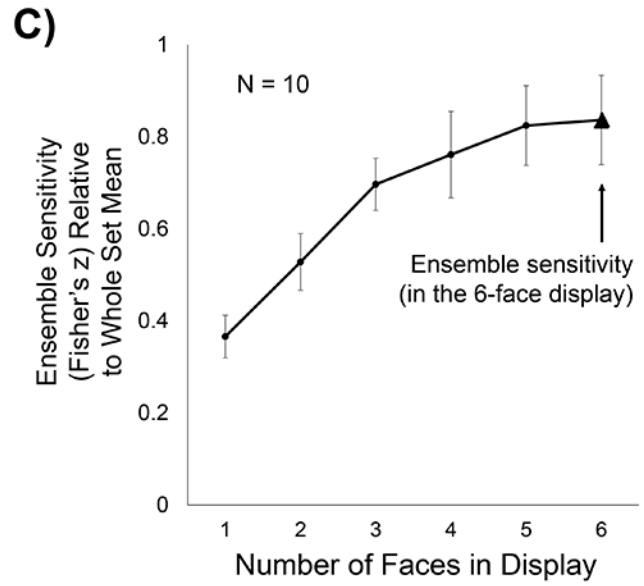 C)
N = 10
Ensemble Sensitivity
(Fisher's z) Relative
to Whole Set Mean
1
0.8
0.6
0.4
0.2
0
Ensemble sensitivity
(in the 6-face display)
1 2 3 4 5 6
Number of Faces in Display